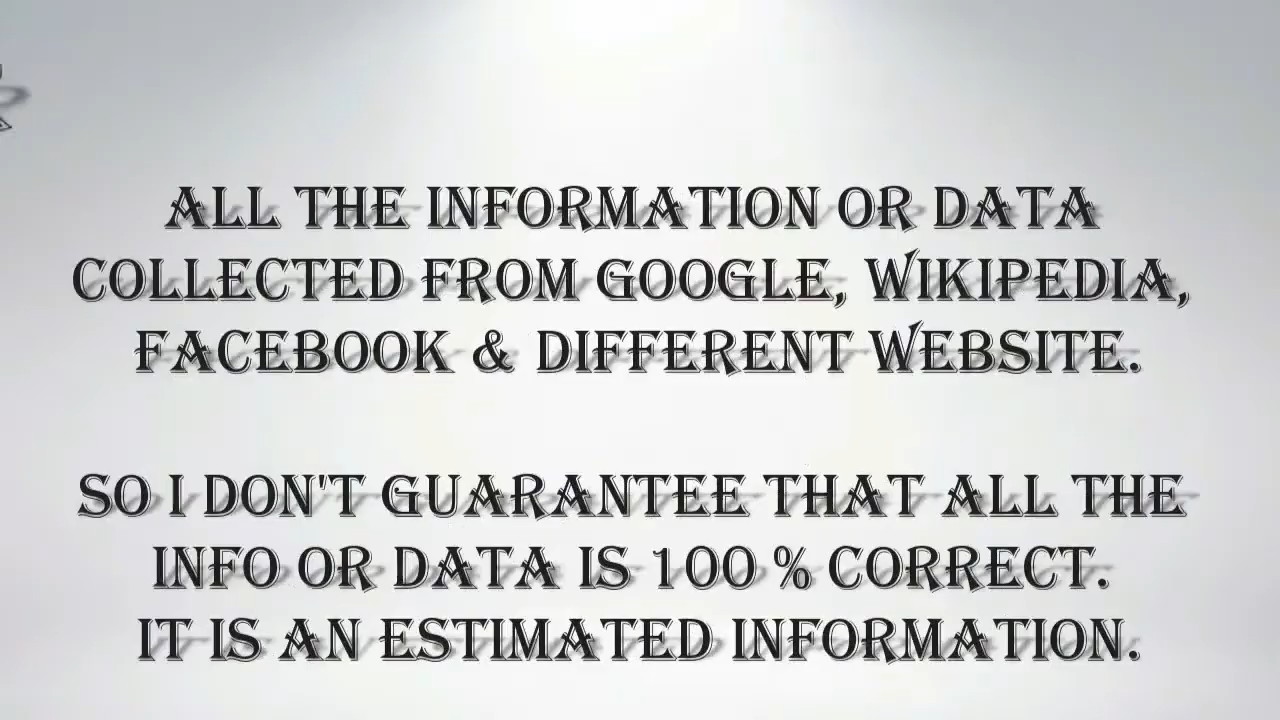 ALL THE INFORMATION OR DATA
COLLECTED FROM GOOGLE, WIKIPEDIA,
FACEBOOK & DIFFERENT WEBSITE.
SO I DON'T GUARANTEE THAT ALL THE
INFO OR DATA IS 100 % CORRECT.
IT IS AN ESTIMATED INFORMATION.